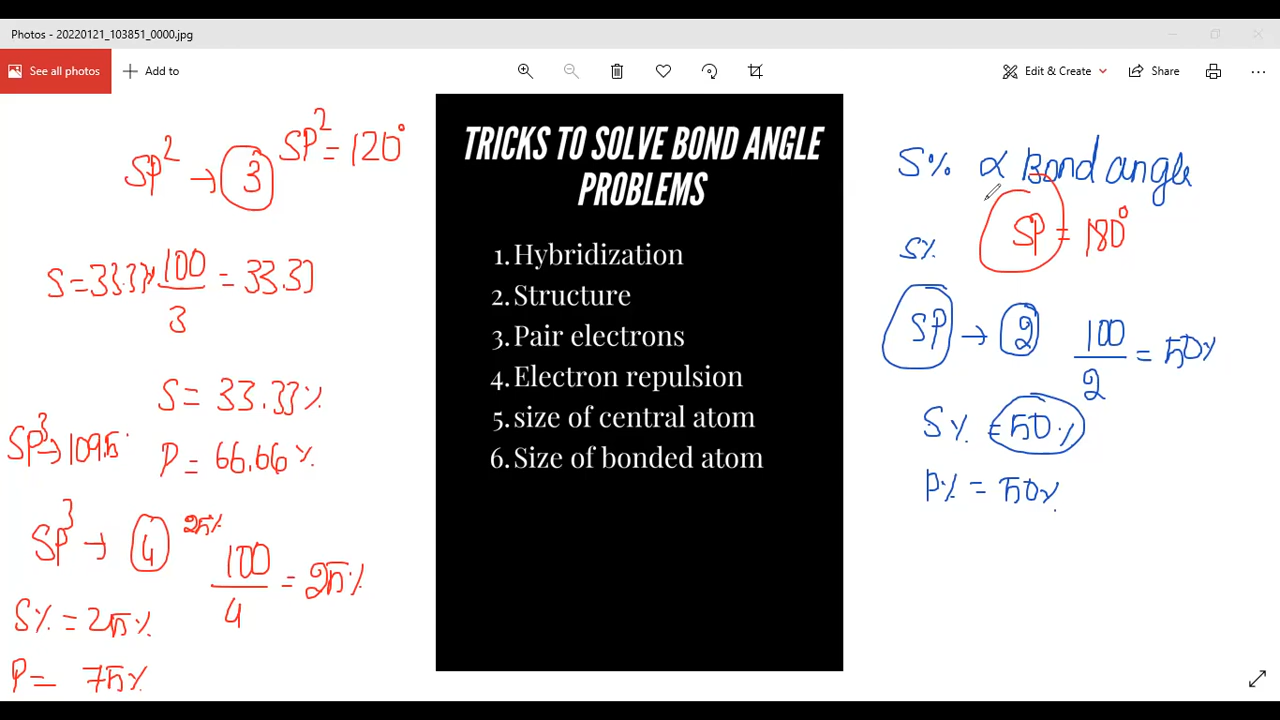 Photos - 20220121_103851_0000.jpg
See all photos
Add to
Edit & Create
Share
SP² → 3
SP² = 120°
S = 33.33% 100/3 = 33.33
S = 33.33%
P = 66.66%
SP³ → 109.5
SP³ → 4
25%
100/4 = 25%
S% = 25%
P = 75%
TRICKS TO SOLVE BOND ANGLE
PROBLEMS
1. Hybridization
2. Structure
3. Pair electrons
4. Electron repulsion
5. size of central atom
6. Size of bonded atom
S% α Bond angle
SP = 180°
S%
SP → 2
100/2 = 50%
S% = 50%
P% = 50%